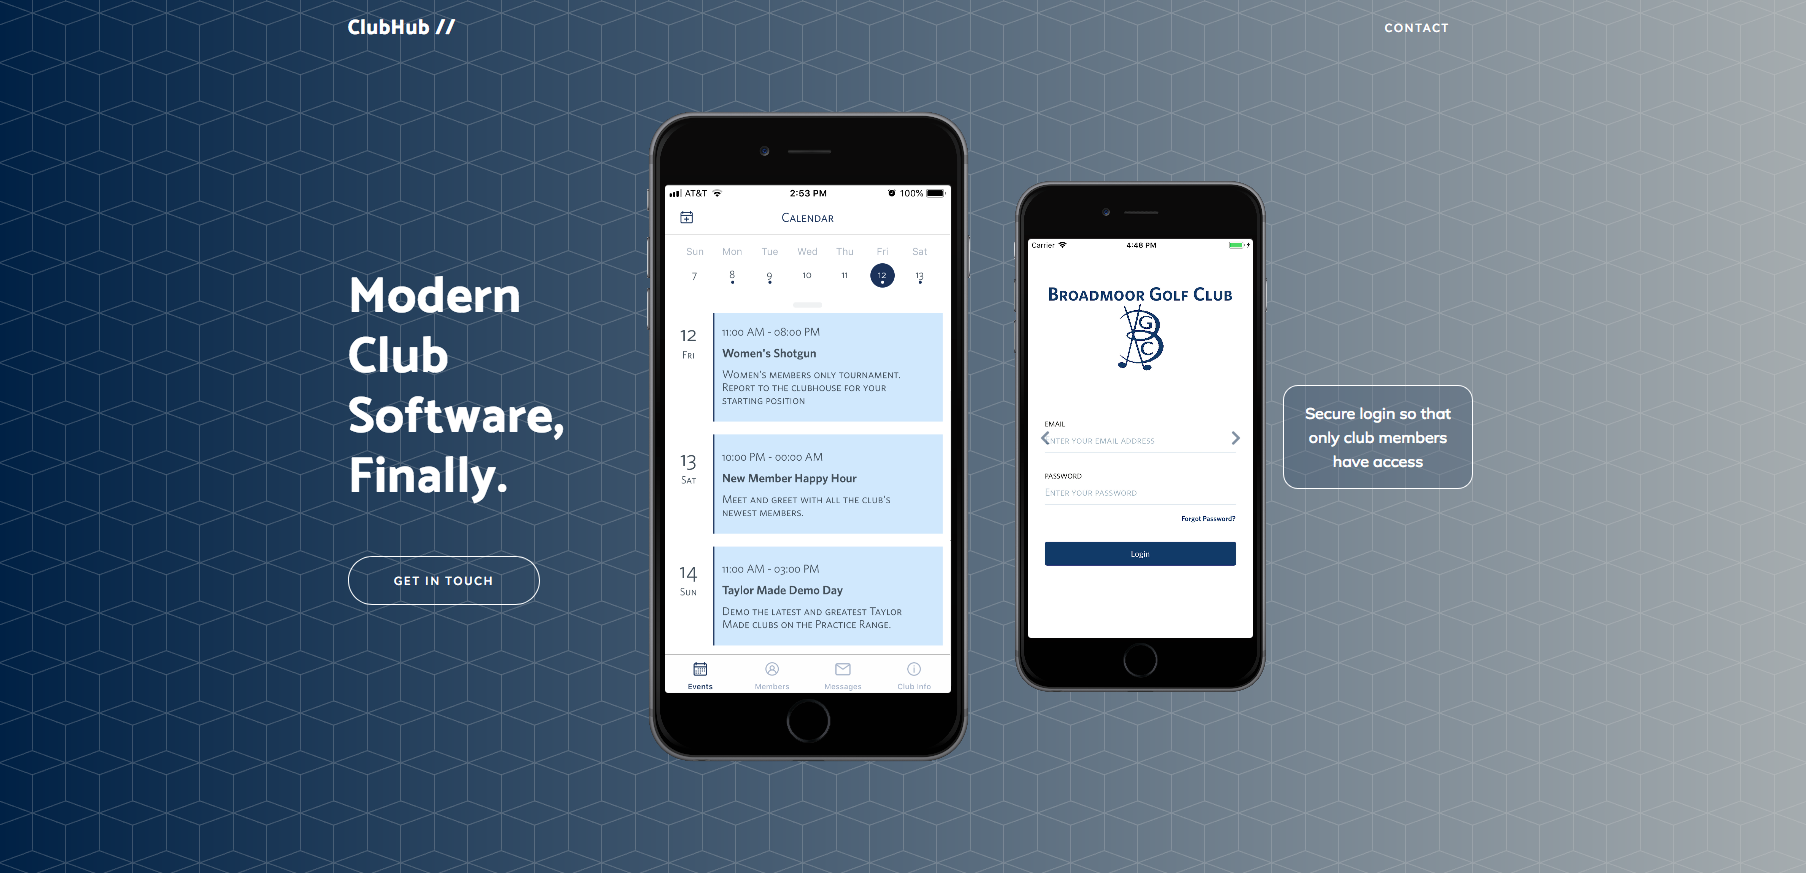 ClubHub //
CONTACT
Modern
Club
Software,
Finally.
GET IN TOUCH
AT&T
2:53 PM
100%
Calendar
Sun Mon Tue Wed Thu Fri Sat
7 8 9 10 11 12 13
12
Fri
11:00 AM - 08:00 PM
Women's Shotgun
Women's members only tournament.
Report to the clubhouse for your
starting position
13
Sat
10:00 PM - 00:00 AM
New Member Happy Hour
Meet and greet with all the club's
newest members.
14
Sun
11:00 AM - 03:00 PM
Taylor Made Demo Day
Demo the latest and greatest Taylor
Made clubs on the Practice Range.
Events Members Messages Club Info
Carrier
4:46 PM
Broadmoor Golf Club
B G C
EMAIL
ENTER YOUR EMAIL ADDRESS
PASSWORD
ENTER YOUR PASSWORD
Forgot Password?
Login
Secure login so that
only club members
have access